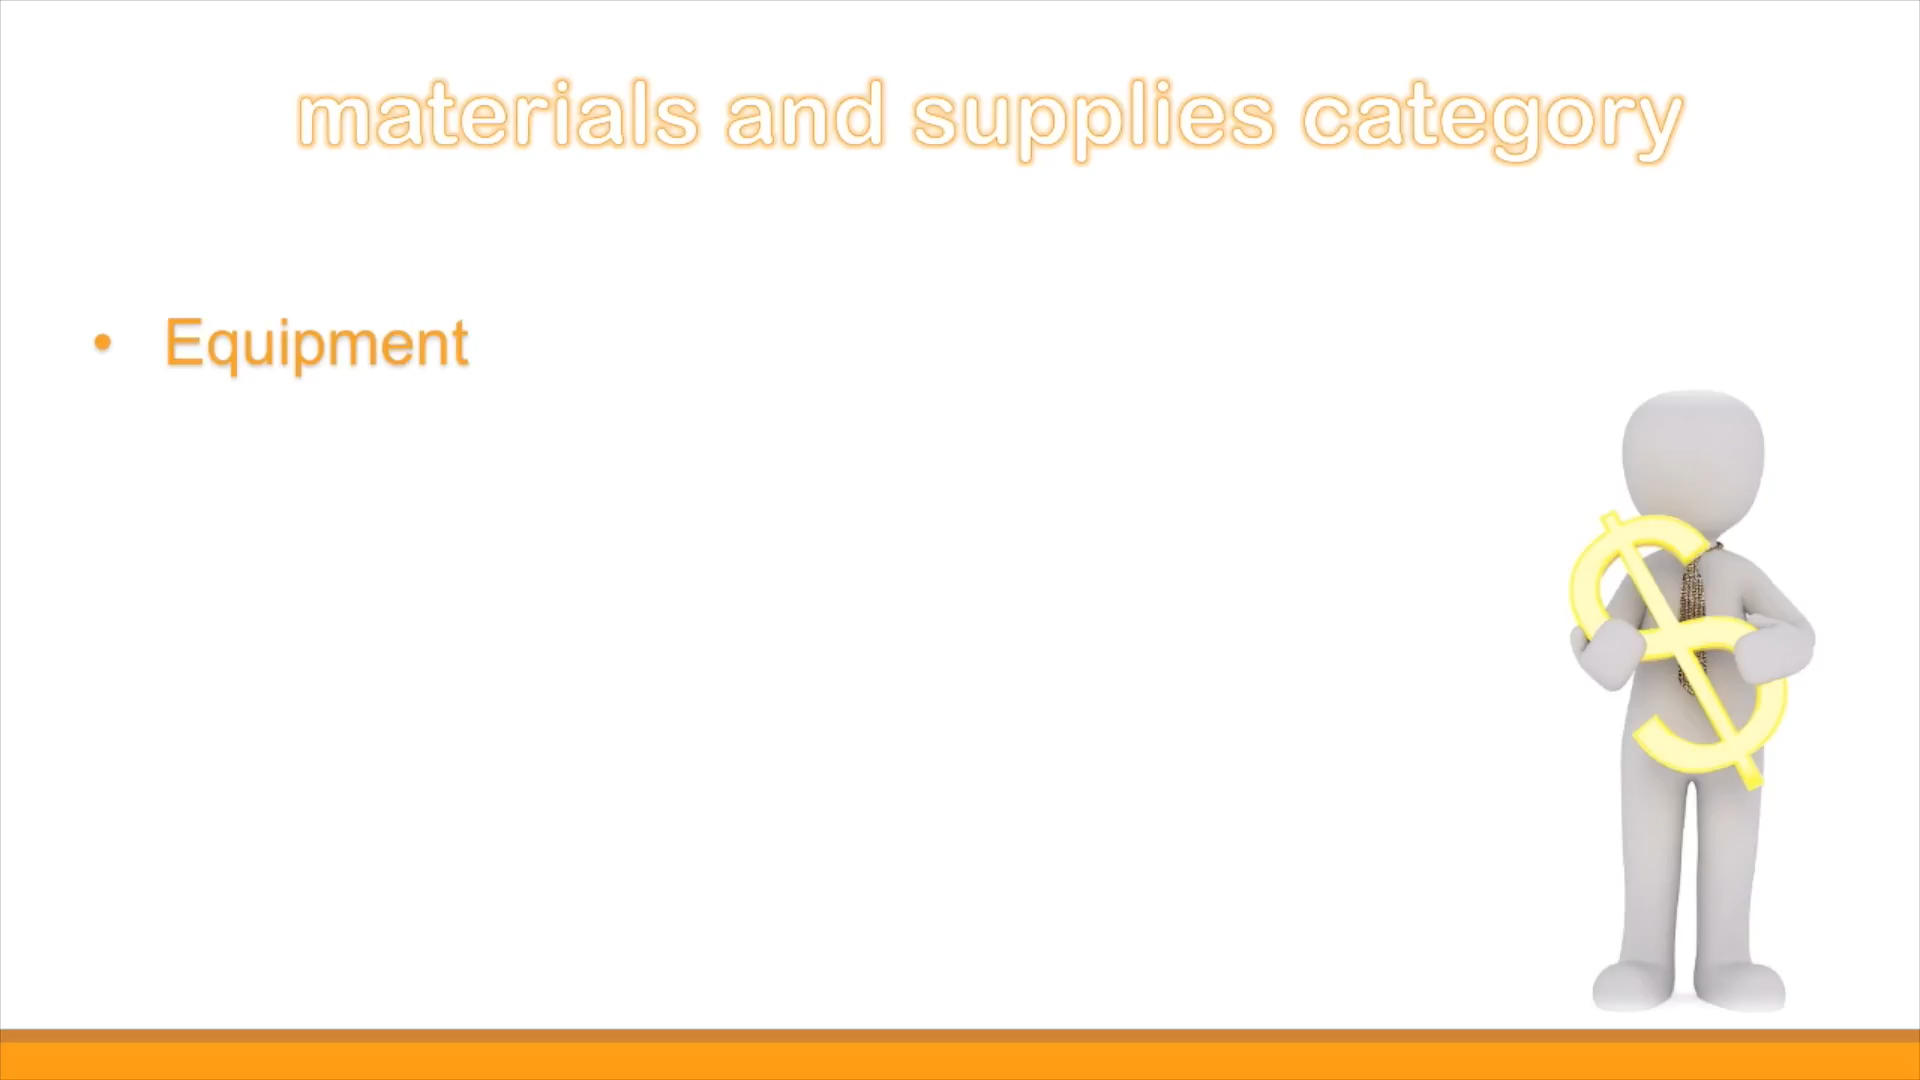 materials and supplies category
• Equipment